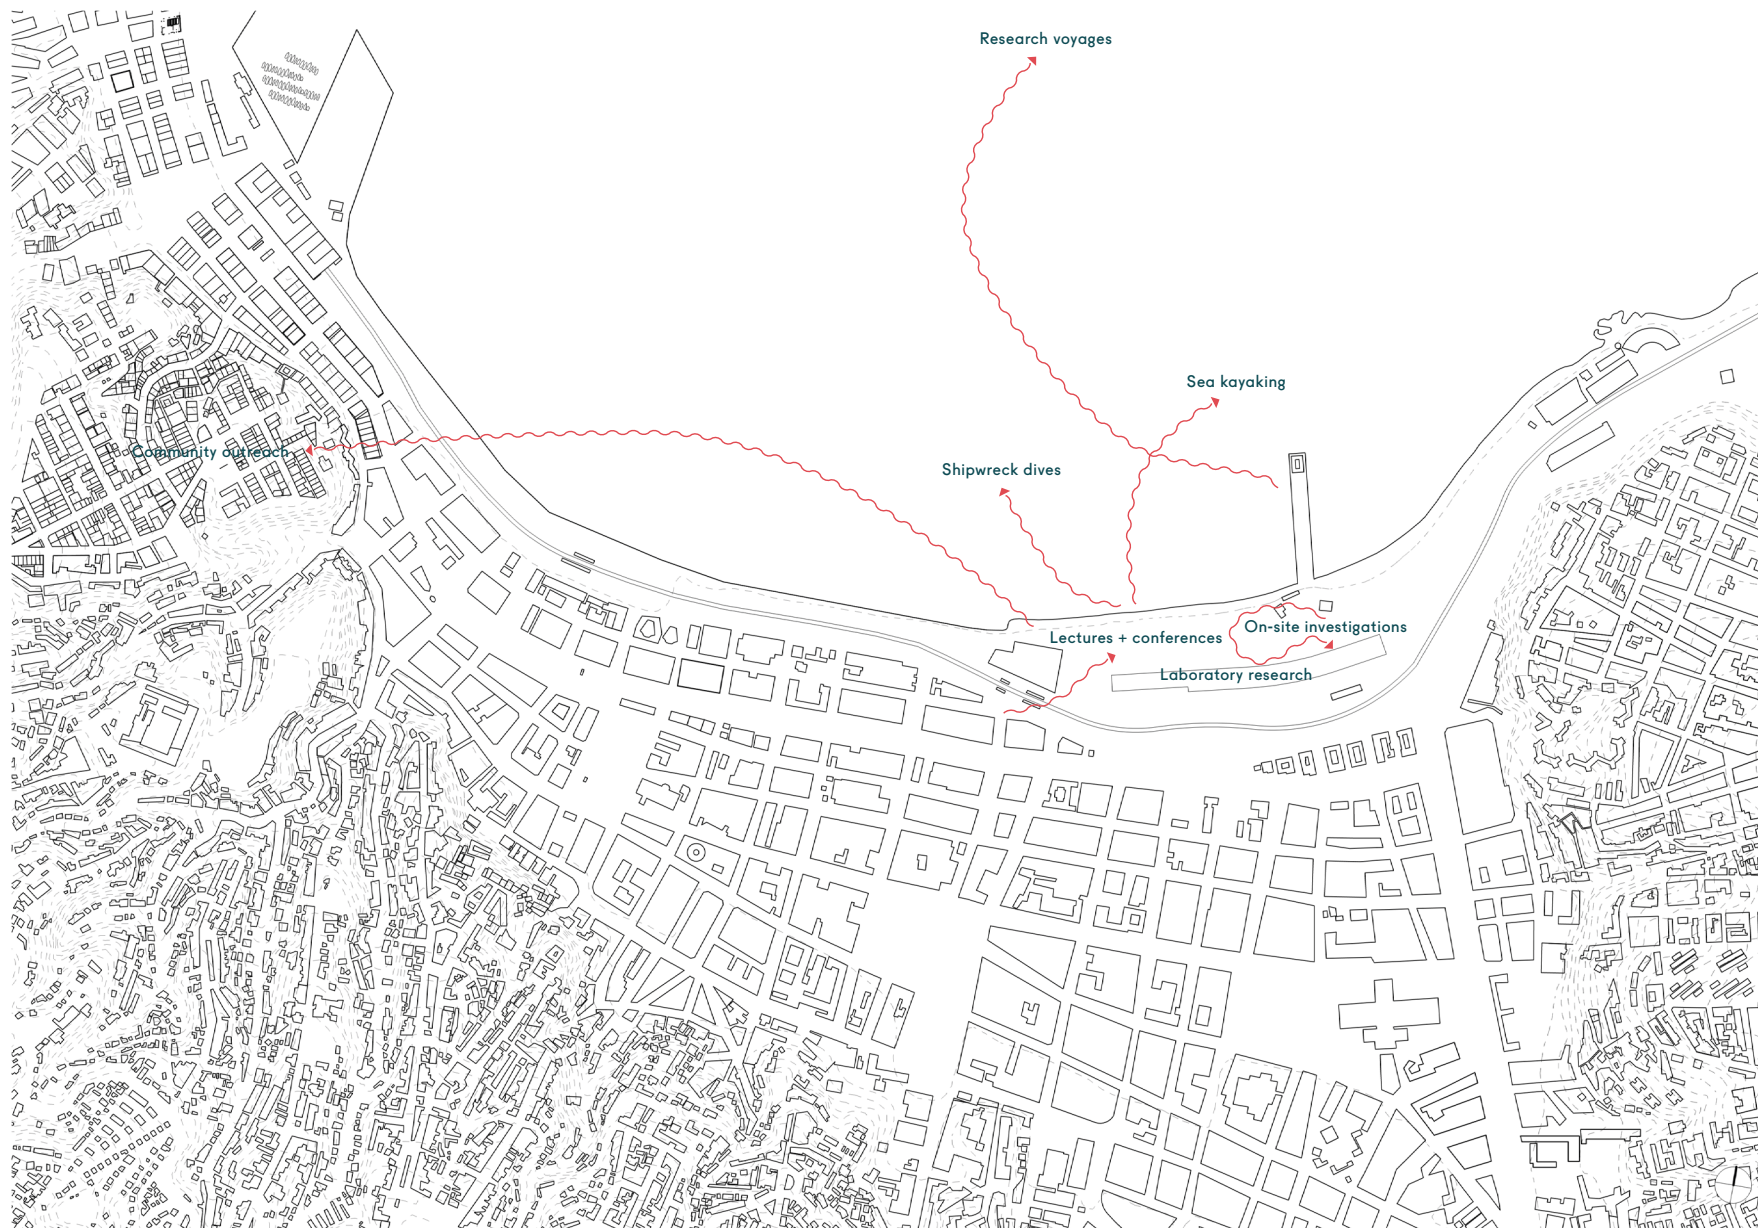 Research voyages
Sea kayaking
Community outreach
Shipwreck dives
On-site investigations
Lectures + conferences
Laboratory research